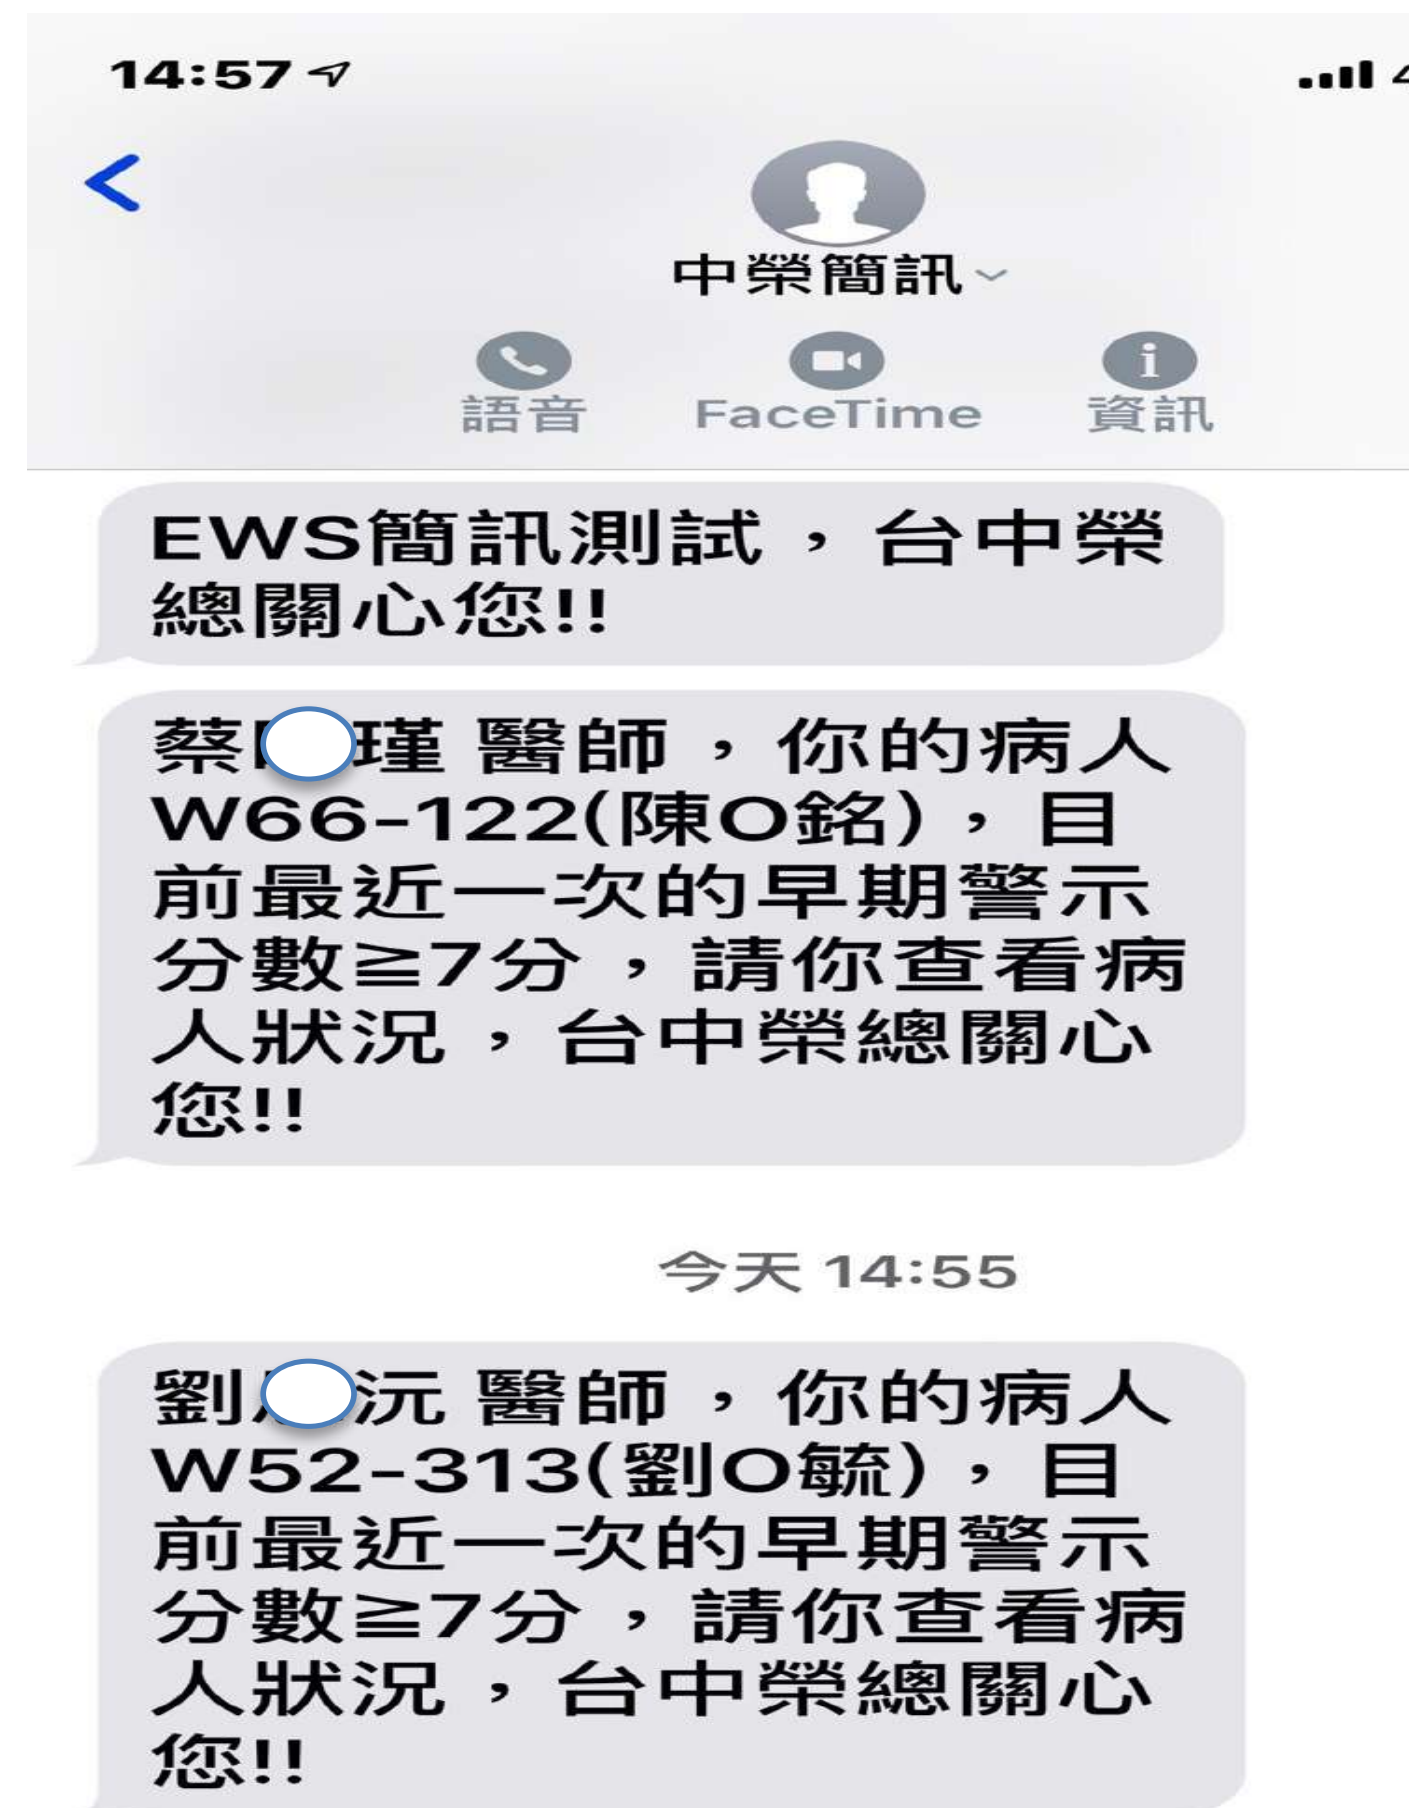 14:57
中榮簡訊
語音 FaceTime 資訊
EWS簡訊測試，台中榮
總關心您!!
蔡 瑾 醫師，你的病人
W66-122(陳O銘)，目
前最近一次的早期警示
分數≧7分，請你查看病
人狀況，台中榮總關心
您!!
今天 14:55
劉 沅 醫師，你的病人
W52-313(劉O毓)，目
前最近一次的早期警示
分數≧7分，請你查看病
人狀況，台中榮總關心
您!!